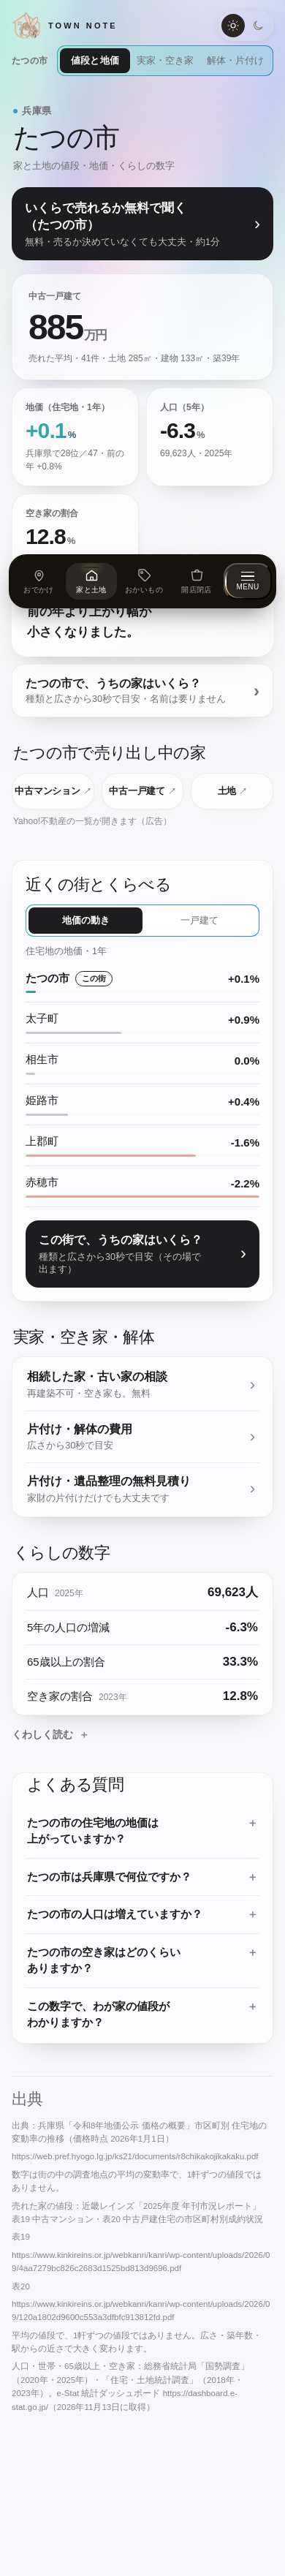 TOWN NOTE
たつの市
値段と地価
実家・空き家
解体・片付け
兵庫県
たつの市
家と土地の値段・地価・くらしの数字
いくらで売れるか無料で聞く
（たつの市）
無料・売るか決めていなくても大丈夫・約1分
›
中古一戸建て
885万円
売れた平均・41件・土地 285㎡・建物 133㎡・築39年
地価（住宅地・1年）
+0.1%
兵庫県で28位／47・前の
年 +0.8%
人口（5年）
-6.3%
69,623人・2025年
空き家の割合
12.8%
おでかけ
家と土地
おかいもの
開店閉店
MENU
前の年より上がり幅が
小さくなりました。
たつの市で、うちの家はいくら？
種類と広さから30秒で目安・名前は要りません
›
たつの市で売り出し中の家
中古マンション ↗
中古一戸建て ↗
土地 ↗
Yahoo!不動産の一覧が開きます（広告）
近くの街とくらべる
地価の動き
一戸建て
住宅地の地価・1年
たつの市 この街 +0.1%
太子町 +0.9%
相生市 0.0%
姫路市 +0.4%
上郡町 -1.6%
赤穂市 -2.2%
この街で、うちの家はいくら？
種類と広さから30秒で目安（その場で
出ます）
›
実家・空き家・解体
相続した家・古い家の相談
再建築不可・空き家も。無料
›
片付け・解体の費用
広さから30秒で目安
›
片付け・遺品整理の無料見積り
家財の片付けだけでも大丈夫です
›
くらしの数字
人口 2025年 69,623人
5年の人口の増減 -6.3%
65歳以上の割合 33.3%
空き家の割合 2023年 12.8%
くわしく読む +
よくある質問
たつの市の住宅地の地価は
上がっていますか？
+
たつの市は兵庫県で何位ですか？ +
たつの市の人口は増えていますか？ +
たつの市の空き家はどのくらい
ありますか？
+
この数字で、わが家の値段が
わかりますか？
+
出典
出典：兵庫県「令和8年地価公示 価格の概要」市区町別 住宅地の
変動率の推移（価格時点 2026年1月1日）
https://web.pref.hyogo.lg.jp/ks21/documents/r8chikakojikakaku.pdf
数字は街の中の調査地点の平均の変動率で、1軒ずつの値段では
ありません。
売れた家の値段：近畿レインズ「2025年度 年刊市況レポート」
表19 中古マンション・表20 中古戸建住宅の市区町村別成約状況
表19
https://www.kinkireins.or.jp/webkanri/kanri/wp-content/uploads/2026/0
9/4aa7279bc826c2683d1525bd813d9696.pdf
表20
https://www.kinkireins.or.jp/webkanri/kanri/wp-content/uploads/2026/0
9/120a1802d9600c553a3dfbfc913812fd.pdf
平均の値段で、1軒ずつの値段ではありません。広さ・築年数・
駅からの近さで大きく変わります。
人口・世帯・65歳以上・空き家：総務省統計局「国勢調査」
（2020年・2025年）・「住宅・土地統計調査」（2018年・
2023年）。e-Stat 統計ダッシュボード https://dashboard.e-
stat.go.jp/（2026年11月13日に取得）